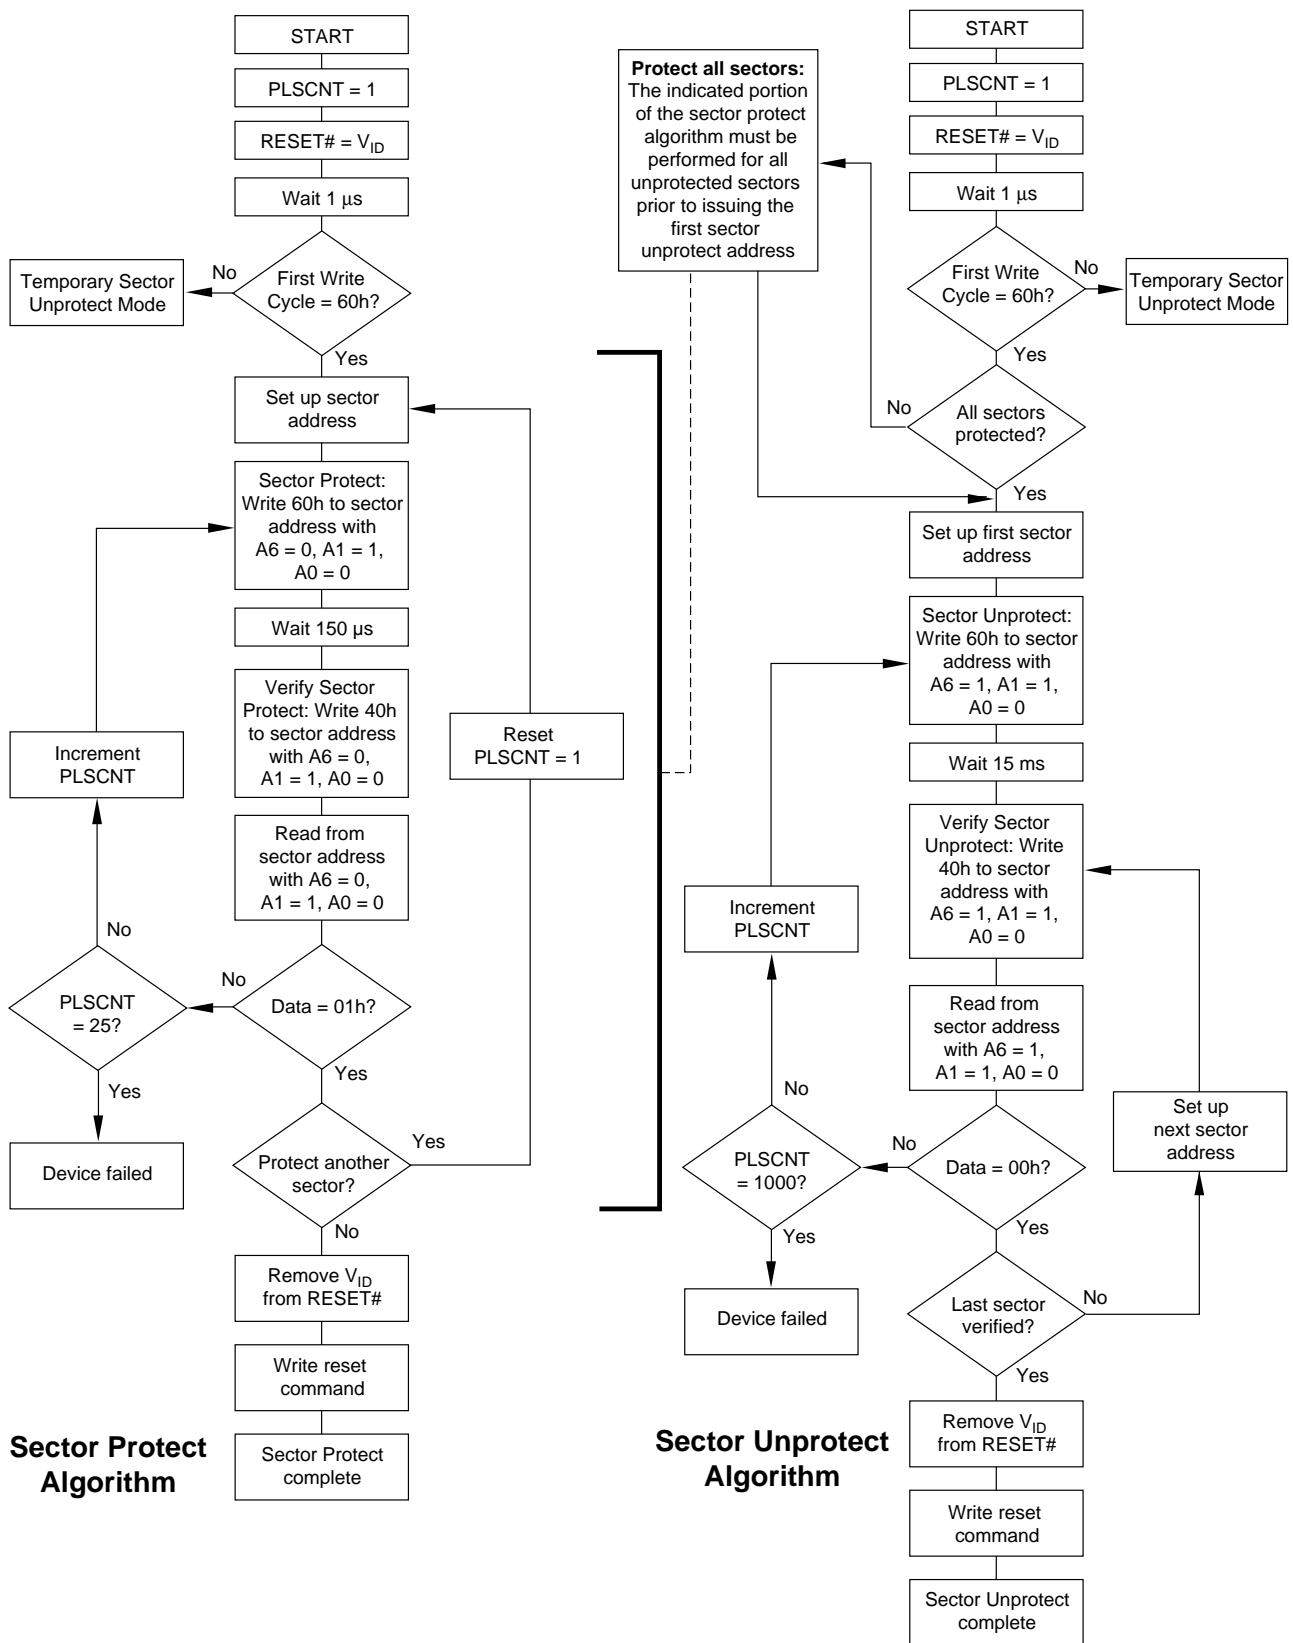 START
PLSCNT = 1
RESET# = VID
Wait 1 μs
First Write
Cycle = 60h?
No
Temporary Sector
Unprotect Mode
Yes
Set up sector
address
Sector Protect:
Write 60h to sector
address with
A6 = 0, A1 = 1,
A0 = 0
Wait 150 µs
Verify Sector
Protect: Write 40h
to sector address
with A6 = 0,
A1 = 1, A0 = 0
Reset
PLSCNT = 1
Increment
PLSCNT
Read from
sector address
with A6 = 0,
A1 = 1, A0 = 0
No
PLSCNT
= 25?
No
Data = 01h?
Yes
Yes
Device failed
Protect another
sector?
Yes
No
Remove VID
from RESET#
Write reset
command
Sector Protect
complete
Sector Protect
Algorithm
Protect all sectors:
The indicated portion
of the sector protect
algorithm must be
performed for all
unprotected sectors
prior to issuing the
first sector
unprotect address
START
PLSCNT = 1
RESET# = VID
Wait 1 μs
First Write
Cycle = 60h?
No
Temporary Sector
Unprotect Mode
Yes
No
All sectors
protected?
Yes
Set up first sector
address
Sector Unprotect:
Write 60h to sector
address with
A6 = 1, A1 = 1,
A0 = 0
Wait 15 ms
Verify Sector
Unprotect: Write
40h to sector
address with
A6 = 1, A1 = 1,
A0 = 0
Increment
PLSCNT
Read from
sector address
with A6 = 1,
A1 = 1, A0 = 0
No
Set up
next sector
address
PLSCNT
= 1000?
No
Data = 00h?
Yes
Yes
Device failed
Last sector
verified?
No
Yes
Remove VID
from RESET#
Write reset
command
Sector Unprotect
complete
Sector Unprotect
Algorithm